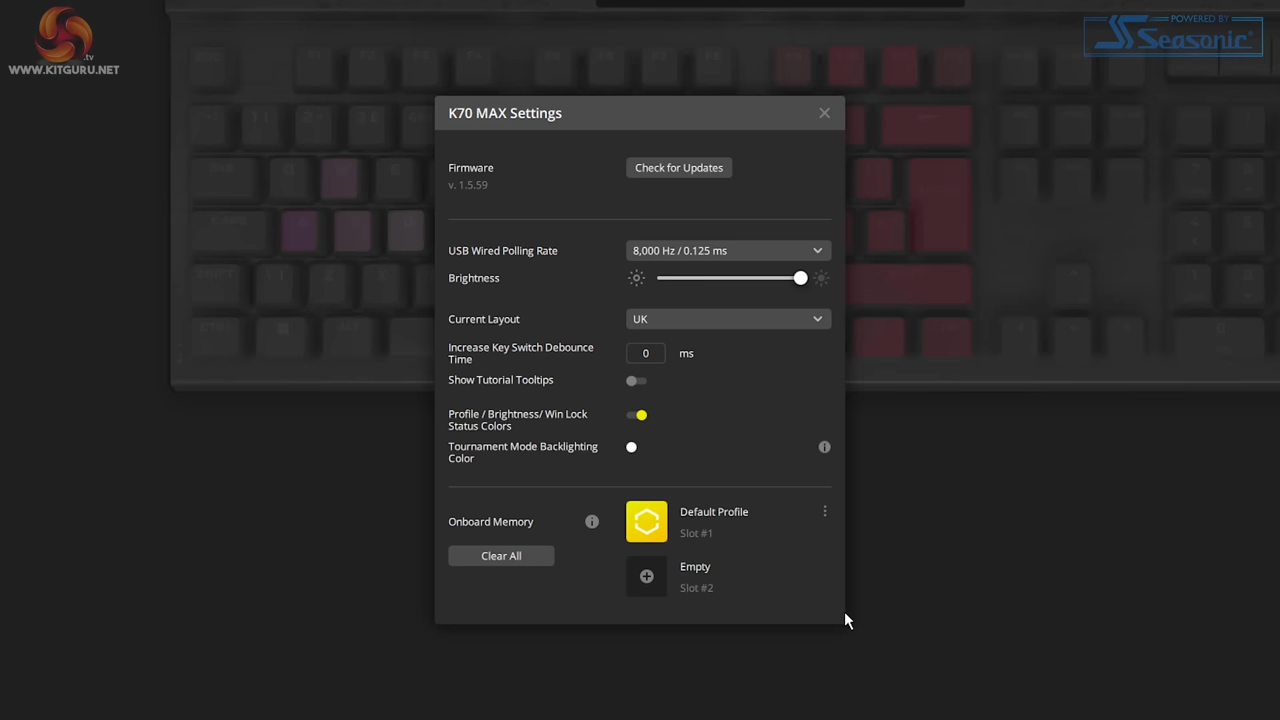 .tv
WWW.KITGURU.NET
POWERED BY
Seasonic
K70 MAX Settings
Firmware
v. 1.5.59
Check for Updates
USB Wired Polling Rate
8,000 Hz / 0.125 ms
Brightness
Current Layout
UK
Increase Key Switch Debounce
Time
0
ms
Show Tutorial Tooltips
Profile / Brightness/ Win Lock
Status Colors
Tournament Mode Backlighting
Color
Onboard Memory
Clear All
Default Profile
Slot #1
Empty
Slot #2